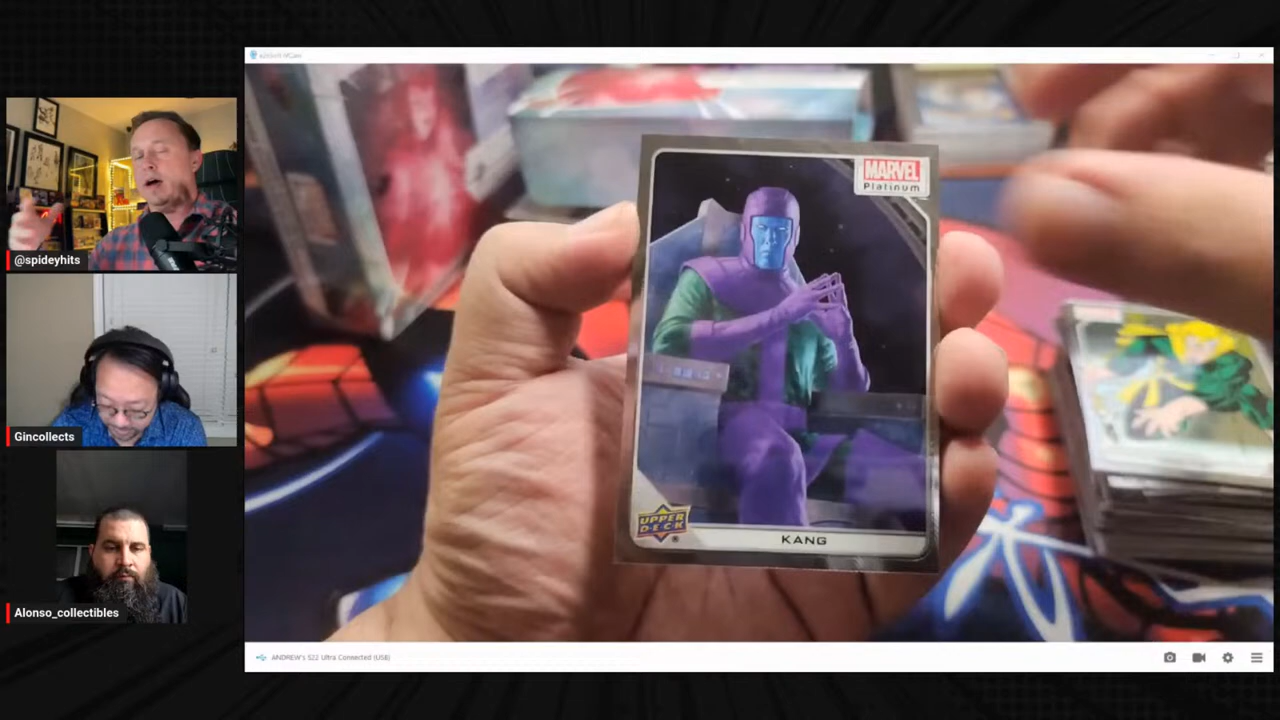 @spideyhits
Gincollects
Alonso_collectibles
MARVEL
Platinum
UPPER
DECK
®
KANG
ANDREW's S22 Ultra Connected (USB)